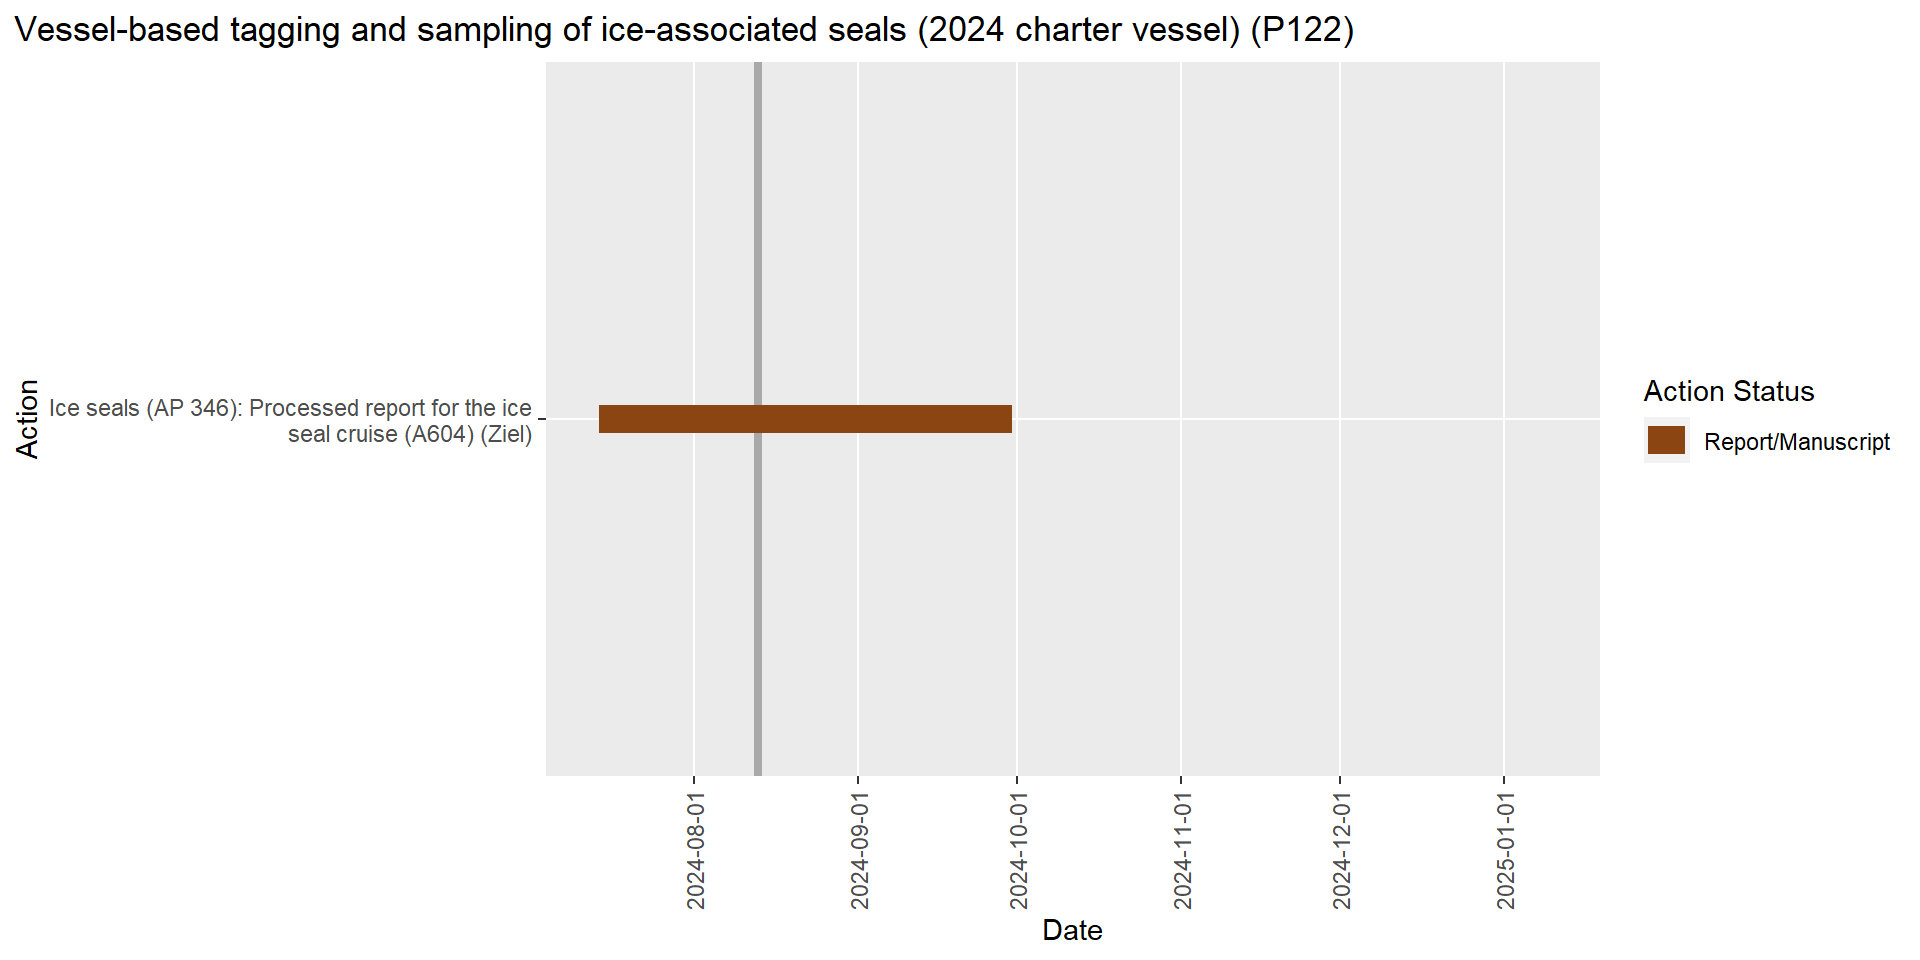 Vessel-based tagging and sampling of ice-associated seals (2024 charter vessel) (P122)
Action
Ice seals (AP 346): Processed report for the ice
seal cruise (A604) (Ziel)
Action Status
Report/Manuscript
2024-08-01
2024-09-01
2024-10-01
2024-11-01
2024-12-01
2025-01-01
Date